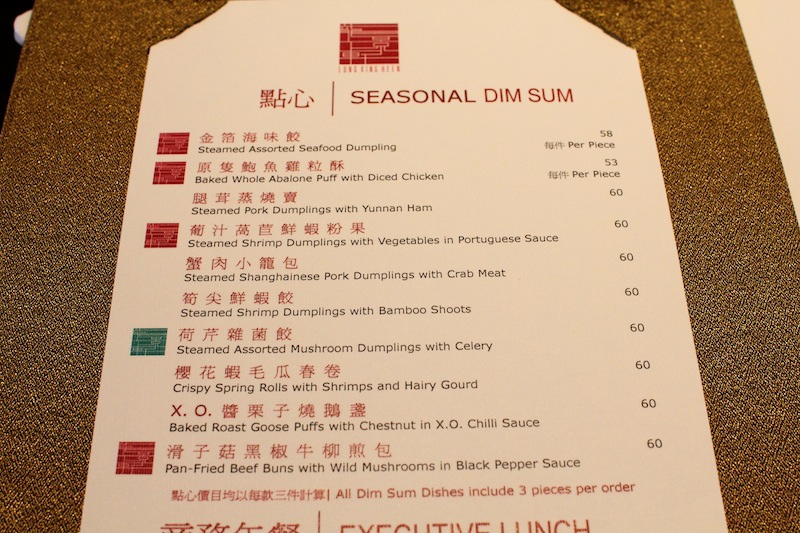 LUNG KING HEEN
點心 | SEASONAL DIM SUM
金箔海味餃 58
Steamed Assorted Seafood Dumpling 每件 Per Piece
原隻鮑魚雞粒酥 53
Baked Whole Abalone Puff with Diced Chicken 每件 Per Piece
腿茸蒸燒賣 60
Steamed Pork Dumplings with Yunnan Ham
葡汁萵苣鮮蝦粉果 60
Steamed Shrimp Dumplings with Vegetables in Portuguese Sauce
蟹肉小籠包 60
Steamed Shanghainese Pork Dumplings with Crab Meat
筍尖鮮蝦餃 60
Steamed Shrimp Dumplings with Bamboo Shoots
荷芹雜菌餃 60
Steamed Assorted Mushroom Dumplings with Celery
櫻花蝦毛瓜春卷 60
Crispy Spring Rolls with Shrimps and Hairy Gourd
X.O. 醬栗子燒鵝盞 60
Baked Roast Goose Puffs with Chestnut in X.O. Chilli Sauce
滑子菇黑椒牛柳煎包 60
Pan-Fried Beef Buns with Wild Mushrooms in Black Pepper Sauce
點心價目均以每款三件計算| All Dim Sum Dishes include 3 pieces per order
商務午餐 | EXECUTIVE LUNCH